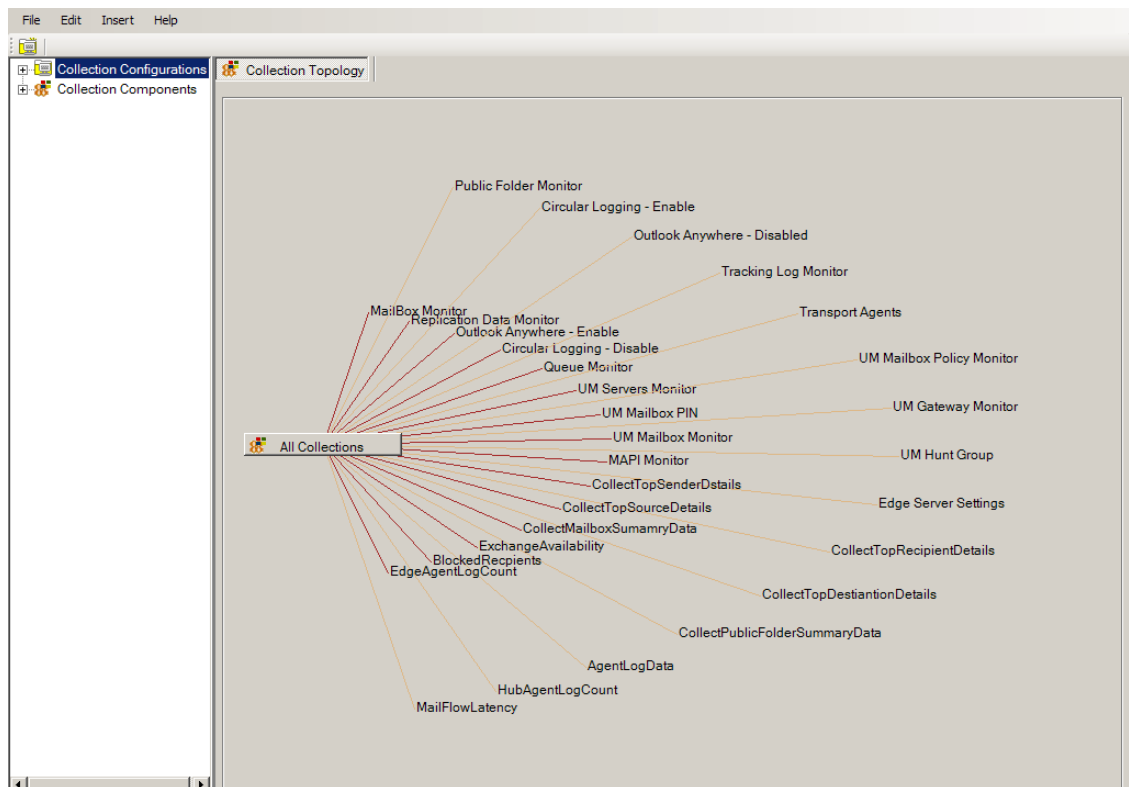 File Edit Insert Help
Collection Configurations
Collection Components
Collection Topology
Public Folder Monitor
Circular Logging - Enable
Outlook Anywhere - Disabled
Tracking Log Monitor
MailBox Monitor
Transport Agents
Replication Data Monitor
Outlook Anywhere - Enable
Circular Logging - Disable
UM Mailbox Policy Monitor
Queue Monitor
UM Servers Monitor
UM Gateway Monitor
UM Mailbox PIN
UM Mailbox Monitor
All Collections
UM Hunt Group
MAPI Monitor
CollectTopSenderDstails
Edge Server Settings
CollectTopSourceDetails
CollectMailboxSumamryData
ExchangeAvailability
CollectTopRecipientDetails
BlockedRecpients
EdgeAgentLogCount
CollectTopDestiantionDetails
CollectPublicFolderSummaryData
AgentLogData
HubAgentLogCount
MailFlowLatency